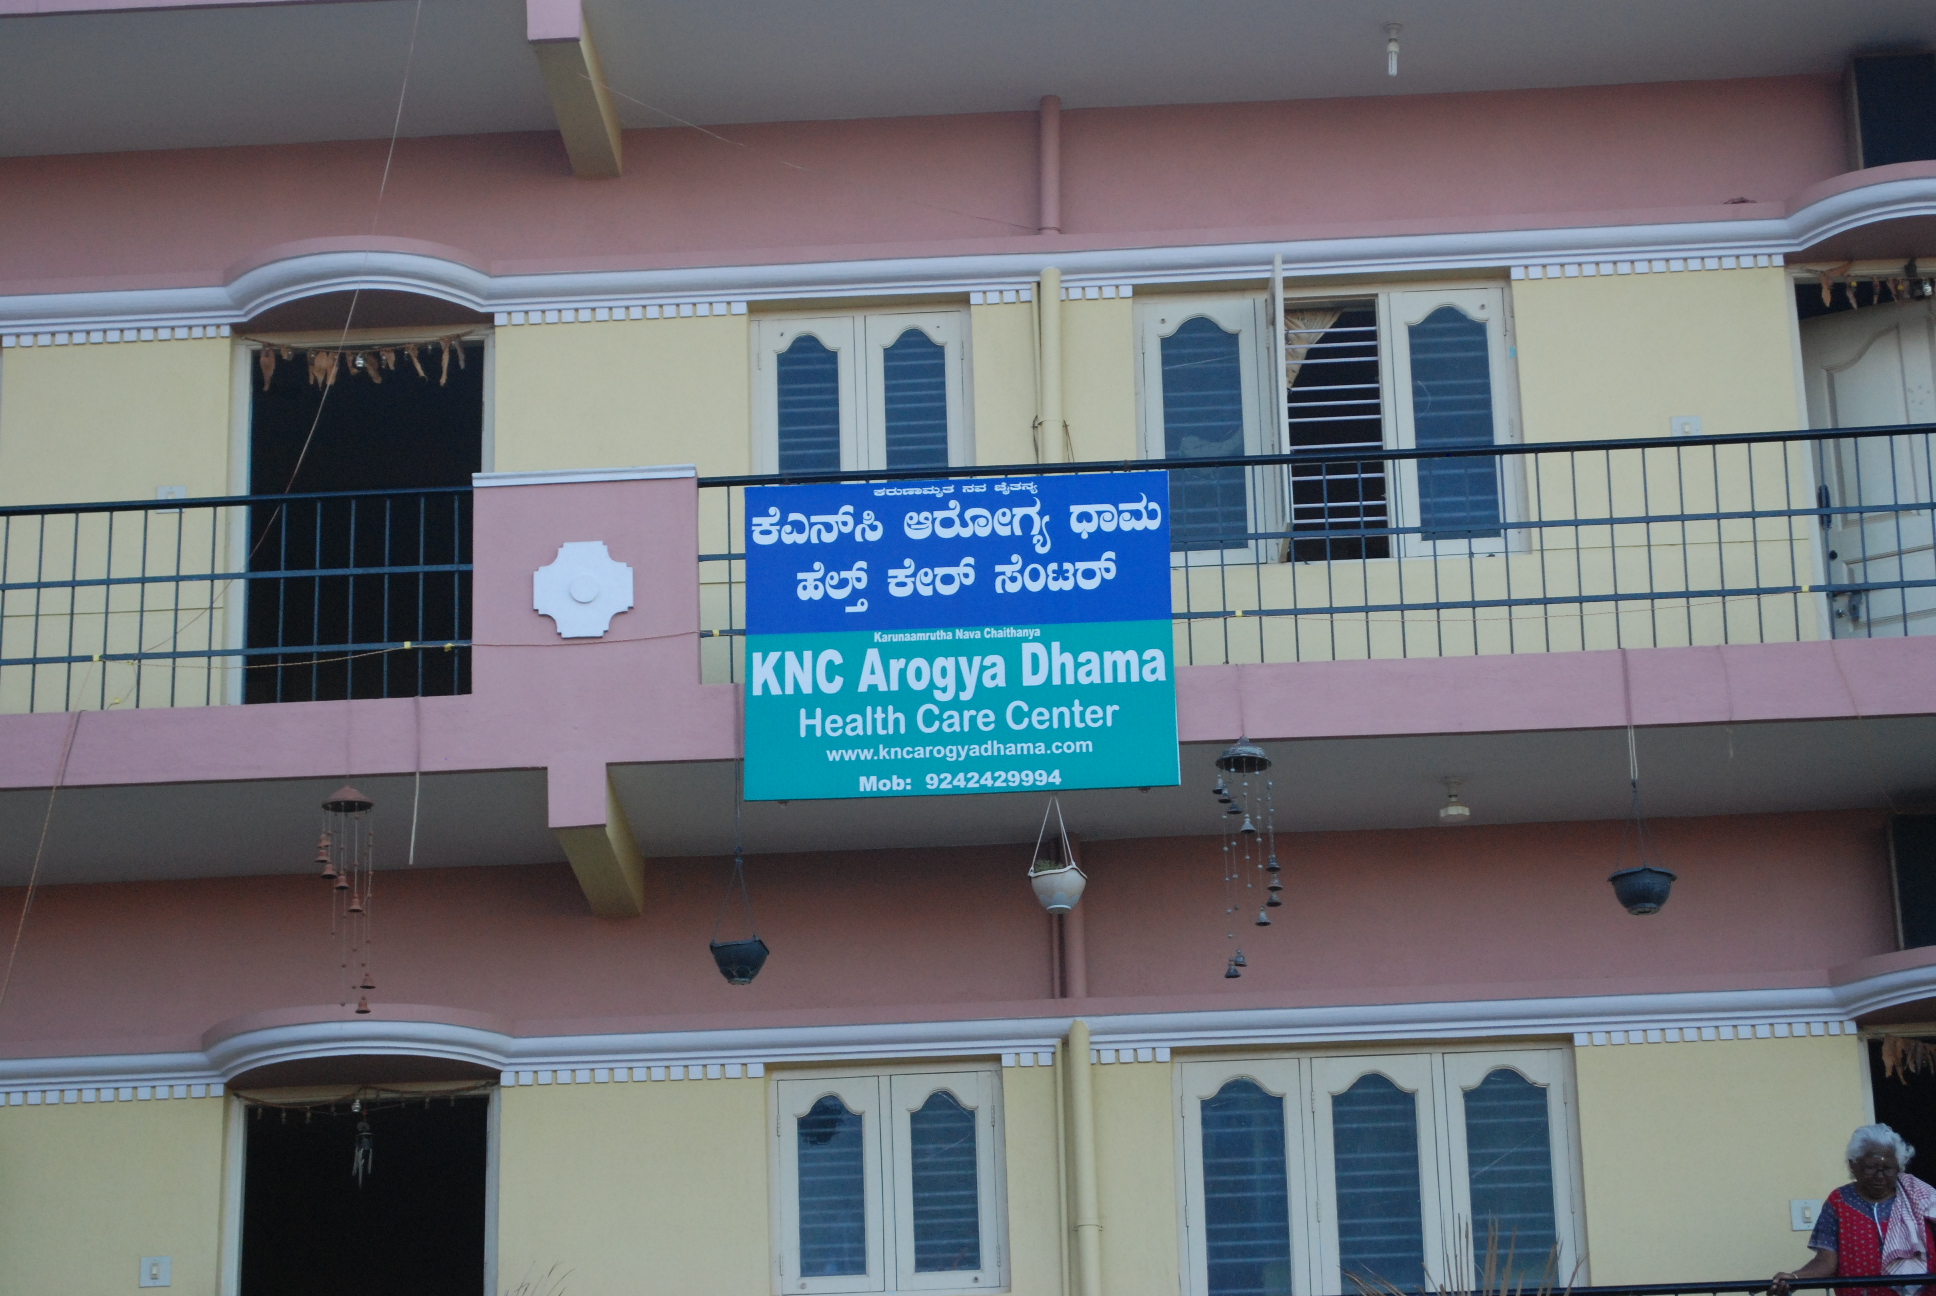 ಕರುಣಾಮೃತ ನವ ಚೈತನ್ಯ
ಕೆಎನ್‌ಸಿ ಆರೋಗ್ಯ ಧಾಮ
ಹೆಲ್ತ್ ಕೇರ್ ಸೆಂಟರ್
Karunaamrutha Nava Chaithanya
KNC Arogya Dhama
Health Care Center
www.kncarogyadhama.com
Mob: 9242429994